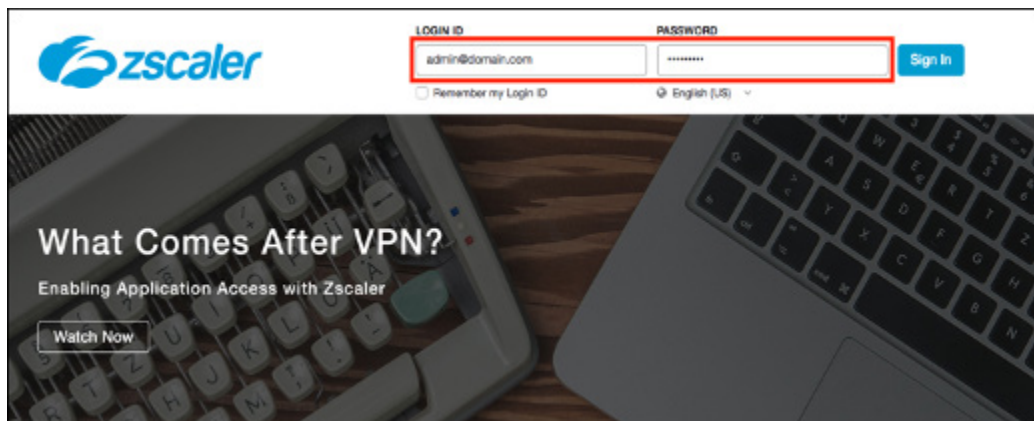 zscaler
LOGIN ID
PASSWORD
admin@domain.com
•••••••••
Sign In
Remember my Login ID
English (US)
What Comes After VPN?
Enabling Application Access with Zscaler
Watch Now